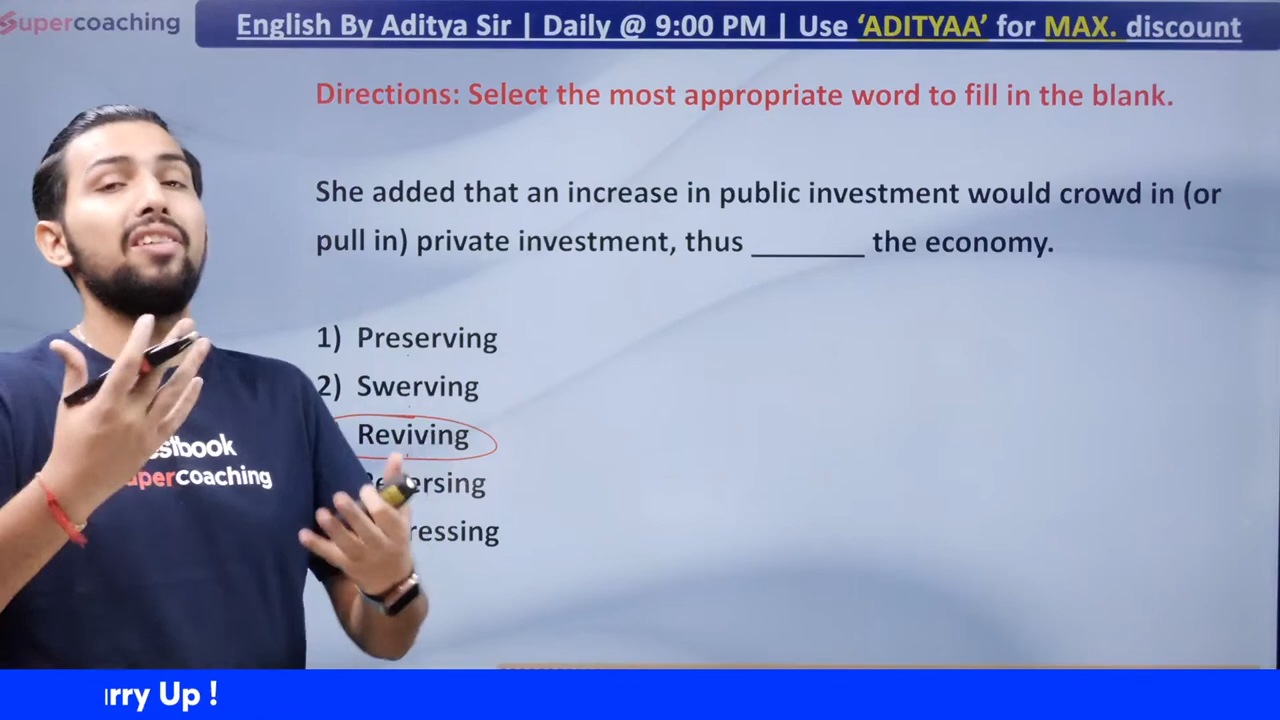 Supercoaching
English By Aditya Sir | Daily @ 9:00 PM | Use ‘ADITYAA’ for MAX. discount
Directions: Select the most appropriate word to fill in the blank.
She added that an increase in public investment would crowd in (or
pull in) private investment, thus ________ the economy.
1) Preserving
2) Swerving
Reviving
stbook
supercoaching
rry Up !